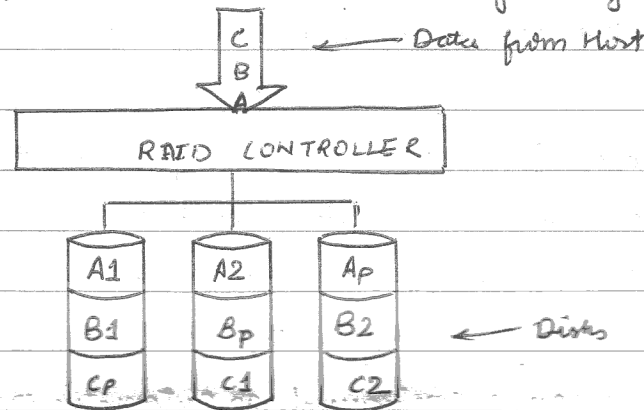 C
Data from Host
B
A
RAID CONTROLLER
A1 A2 Ap
B1 Bp B2
Disks
Cp C1 C2